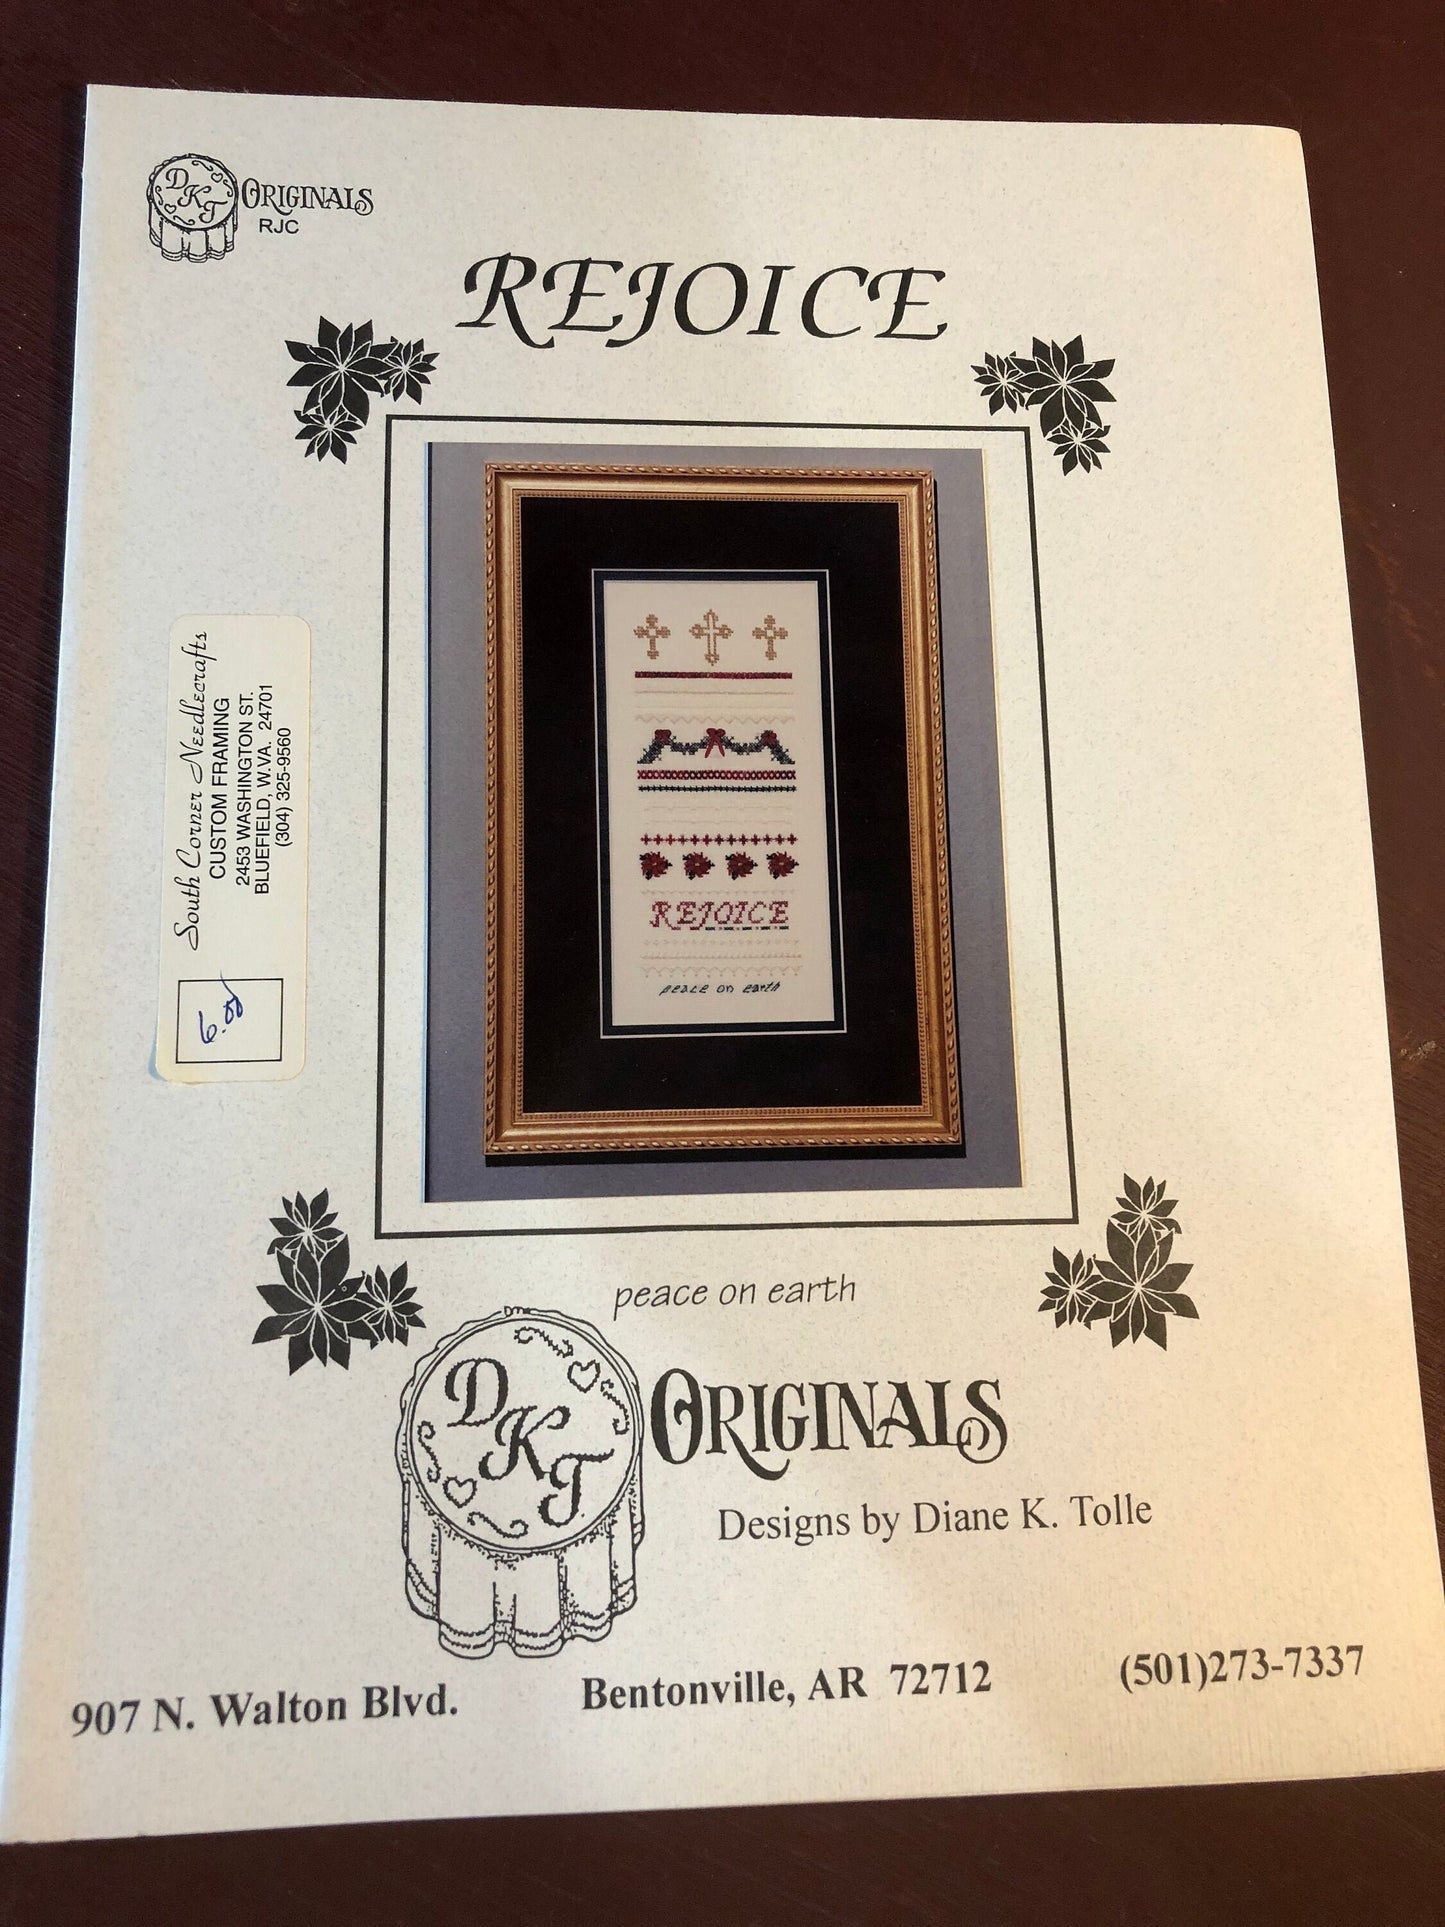 DKT ORIGINALS
RJC
REJOICE
South Corner Needlecrafts
CUSTOM FRAMING
2453 WASHINGTON ST.
BLUEFIELD, W.VA. 24701
(304) 325-9560
6.00
REJOICE
peace on earth
peace on earth
DKT ORIGINALS
Designs by Diane K. Tolle
907 N. Walton Blvd. Bentonville, AR 72712 (501)273-7337